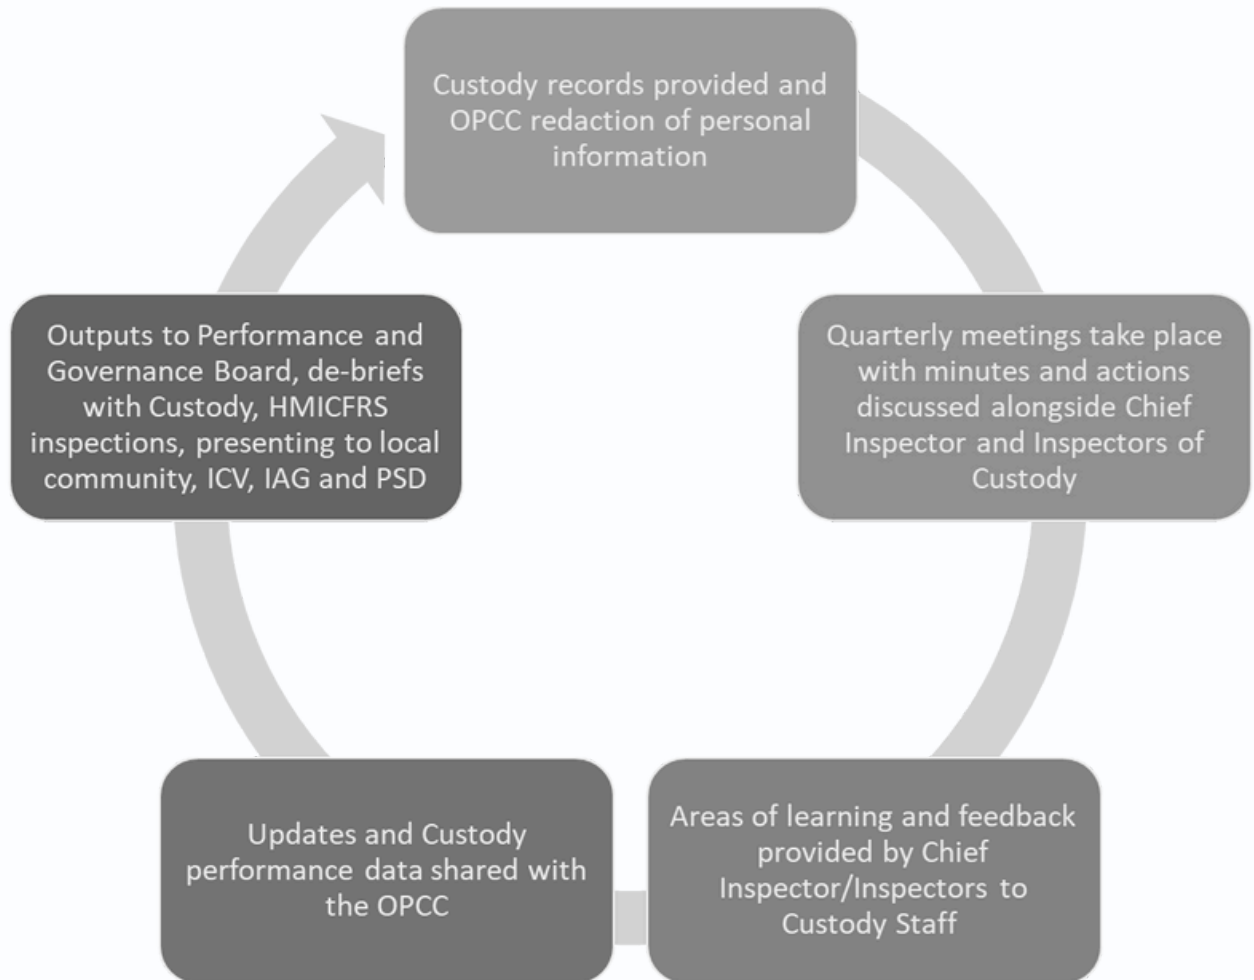 Custody records provided and
OPCC redaction of personal
information
Quarterly meetings take place
with minutes and actions
discussed alongside Chief
Inspector and Inspectors of
Custody
Areas of learning and feedback
provided by Chief
Inspector/Inspectors to
Custody Staff
Updates and Custody
performance data shared with
the OPCC
Outputs to Performance and
Governance Board, de-briefs
with Custody, HMICFRS
inspections, presenting to local
community, ICV, IAG and PSD